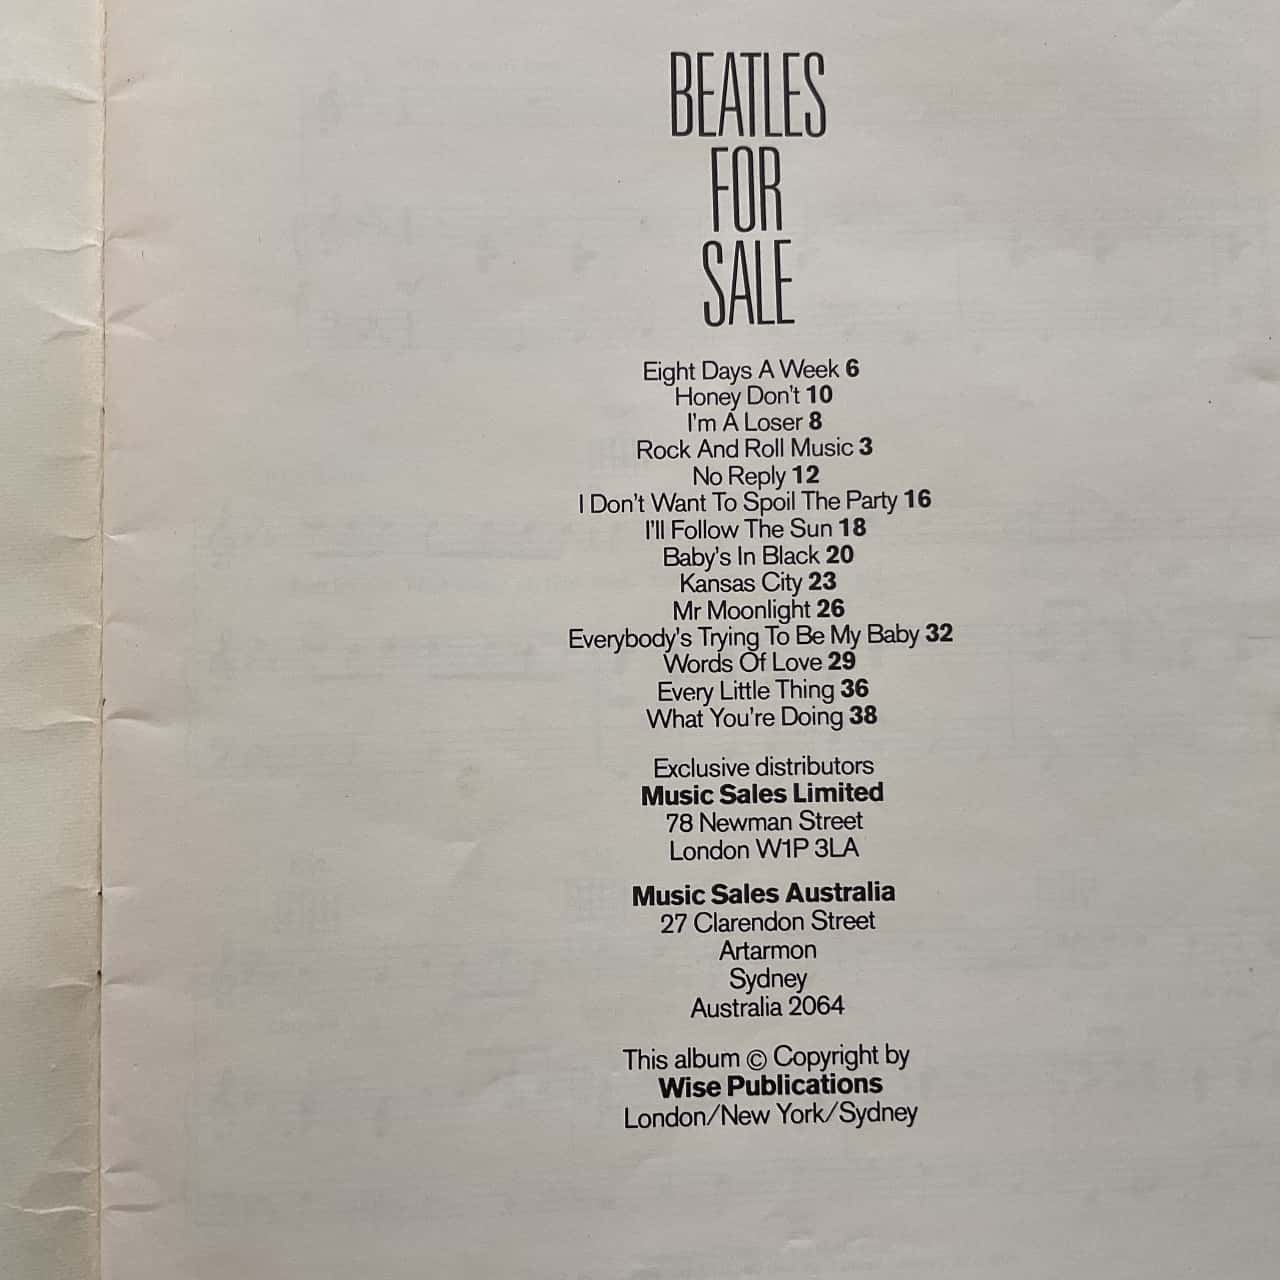 BEATLES
FOR
SALE
Eight Days A Week 6
Honey Don't 10
I'm A Loser 8
Rock And Roll Music 3
No Reply 12
I Don't Want To Spoil The Party 16
I'll Follow The Sun 18
Baby's In Black 20
Kansas City 23
Mr Moonlight 26
Everybody's Trying To Be My Baby 32
Words Of Love 29
Every Little Thing 36
What You're Doing 38
Exclusive distributors
Music Sales Limited
78 Newman Street
London W1P 3LA
Music Sales Australia
27 Clarendon Street
Artarmon
Sydney
Australia 2064
This album © Copyright by
Wise Publications
London/New York/Sydney